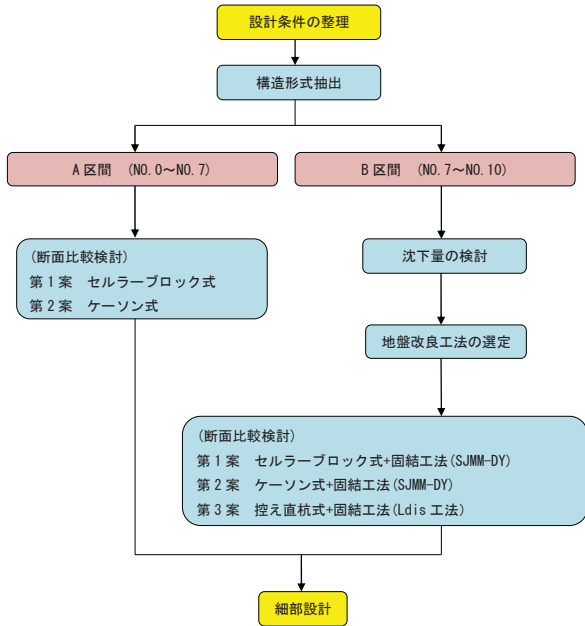 設計条件の整理
構造形式抽出
A区間 (NO.0～NO.7)
B区間 (NO.7～NO.10)
(断面比較検討)
第1案 セルラーブロック式
第2案 ケーソン式
沈下量の検討
地盤改良工法の選定
(断面比較検討)
第1案 セルラーブロック式+固結工法(SJMM-DY)
第2案 ケーソン式+固結工法(SJMM-DY)
第3案 控え直杭式+固結工法(Ldis工法)
細部設計